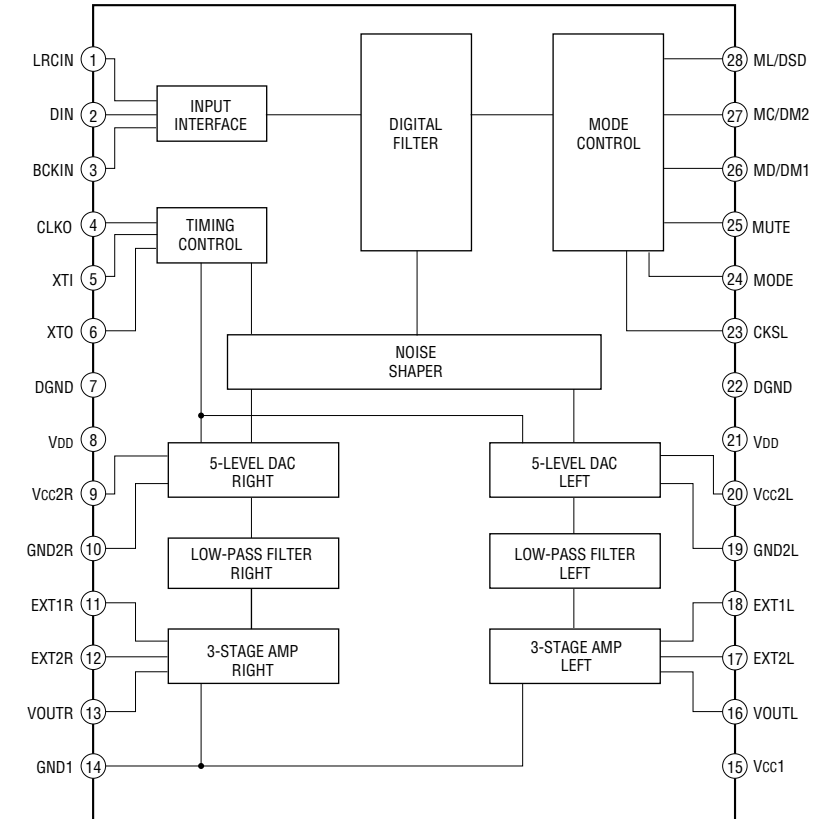 LRCIN 1
DIN 2
BCKIN 3
CLKO 4
XTI 5
XTO 6
DGND 7
VDD 8
VCC2R 9
GND2R 10
EXT1R 11
EXT2R 12
VOUTR 13
GND1 14
INPUT
INTERFACE
DIGITAL
FILTER
MODE
CONTROL
TIMING
CONTROL
NOISE
SHAPER
5-LEVEL DAC
RIGHT
5-LEVEL DAC
LEFT
LOW-PASS FILTER
RIGHT
LOW-PASS FILTER
LEFT
3-STAGE AMP
RIGHT
3-STAGE AMP
LEFT
28 ML/DSD
27 MC/DM2
26 MD/DM1
25 MUTE
24 MODE
23 CKSL
22 DGND
21 VDD
20 VCC2L
19 GND2L
18 EXT1L
17 EXT2L
16 VOUTL
15 VCC1